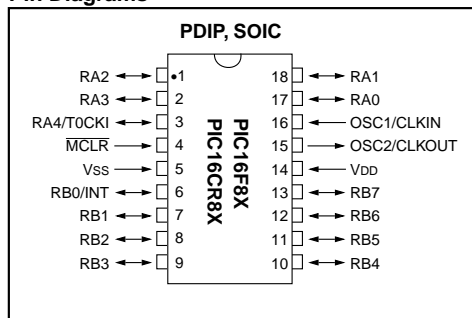 Pin Diagrams
PDIP, SOIC
RA2 •1 18 RA1
RA3 2 17 RA0
RA4/T0CKI 3 16 OSC1/CLKIN
MCLR 4 15 OSC2/CLKOUT
VSS 5 14 VDD
RB0/INT 6 13 RB7
RB1 7 12 RB6
RB2 8 11 RB5
RB3 9 10 RB4
PIC16F8X
PIC16CR8X